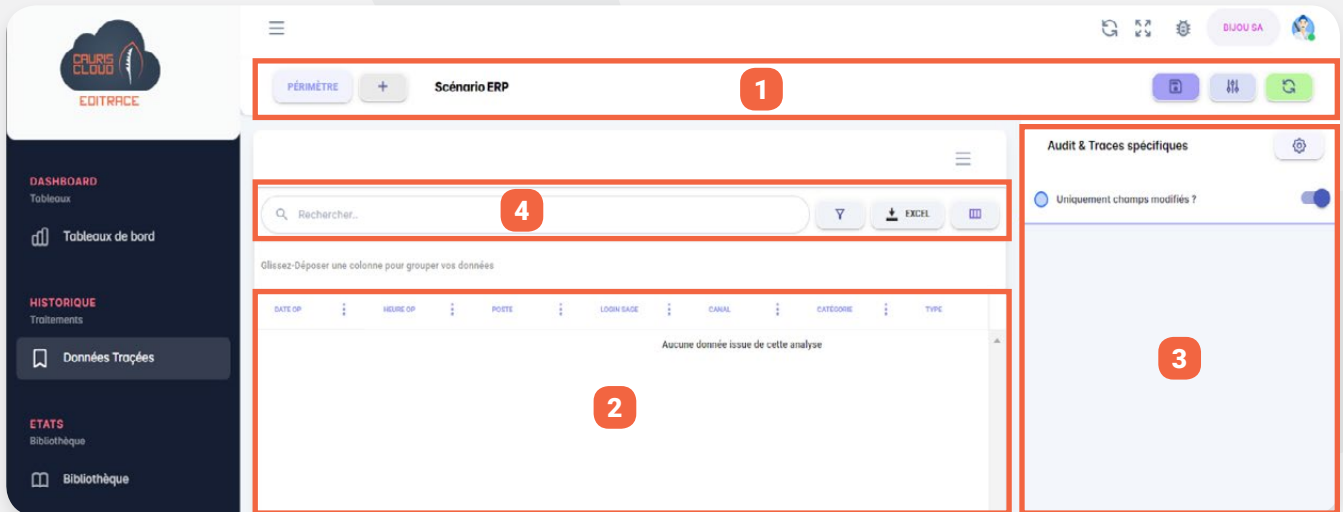 CAURIS
CLOUD
EDITRACE
BIJOU SA
PÉRIMÈTRE + Scénario ERP
1
DASHBOARD
Tableaux
Tableaux de bord
HISTORIQUE
Traitements
Données Traçées
ETATS
Bibliothèque
Bibliothèque
Rechercher..
4
EXCEL
Glissez-Déposer une colonne pour grouper vos données
DATE OP HEURE OP POSTE LOGIN SAGE CANAL CATÉGORIE TYPE
Aucune donnée issue de cette analyse
2
Audit & Traces spécifiques
Uniquement champs modifiés ?
3